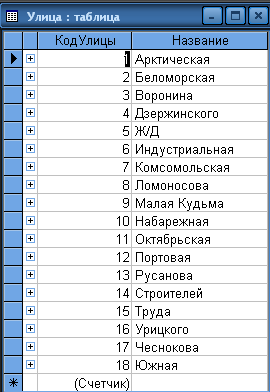 Улица : таблица
КодУлицы Название
1 Арктическая
2 Беломорская
3 Воронина
4 Дзержинского
5 Ж/Д
6 Индустриальная
7 Комсомольская
8 Ломоносова
9 Малая Кудьма
10 Набарежная
11 Октябрьская
12 Портовая
13 Русанова
14 Строителей
15 Труда
16 Урицкого
17 Чеснокова
18 Южная
(Счетчик)